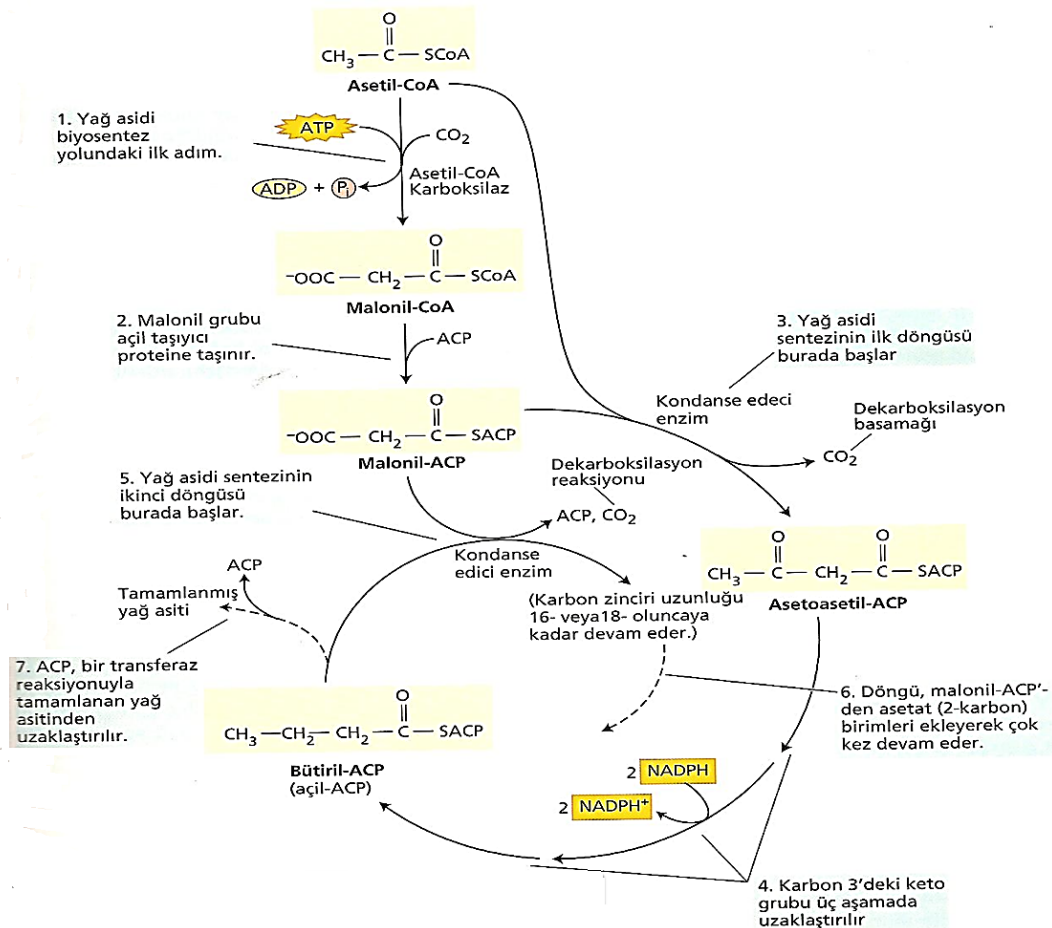 O
CH3—C—SCoA
Asetil-CoA
1. Yağ asidi
biyosentez
yolundaki ilk adım.
ATP
CO2
ADP + Pi
Asetil-CoA
Karboksilaz
O
⁻OOC—CH2—C—SCoA
Malonil-CoA
2. Malonil grubu
açil taşıyıcı
proteine taşınır.
ACP
3. Yağ asidi
sentezinin ilk döngüsü
burada başlar
Kondanse edeci
enzim
Dekarboksilasyon
basamağı
CO2
O
⁻OOC—CH2—C—SACP
Malonil-ACP
5. Yağ asidi sentezinin
ikinci döngüsü
burada başlar.
Dekarboksilasyon
reaksiyonu
ACP, CO2
Kondanse
edici enzim
O O
CH3—C—CH2—C—SACP
Asetoasetil-ACP
ACP
Tamamlanmış
yağ asiti
(Karbon zinciri uzunluğu
16- veya18- oluncaya
kadar devam eder.)
7. ACP, bir transferaz
reaksiyonuyla
tamamlanan yağ
asitinden
uzaklaştırılır.
6. Döngü, malonil-ACP'-
den asetat (2-karbon)
birimleri ekleyerek çok
kez devam eder.
O
CH3—CH2—CH2—C—SACP
Bütiril-ACP
(açil-ACP)
2 NADPH
2 NADPH⁺
4. Karbon 3'deki keto
grubu üç aşamada
uzaklaştırılır